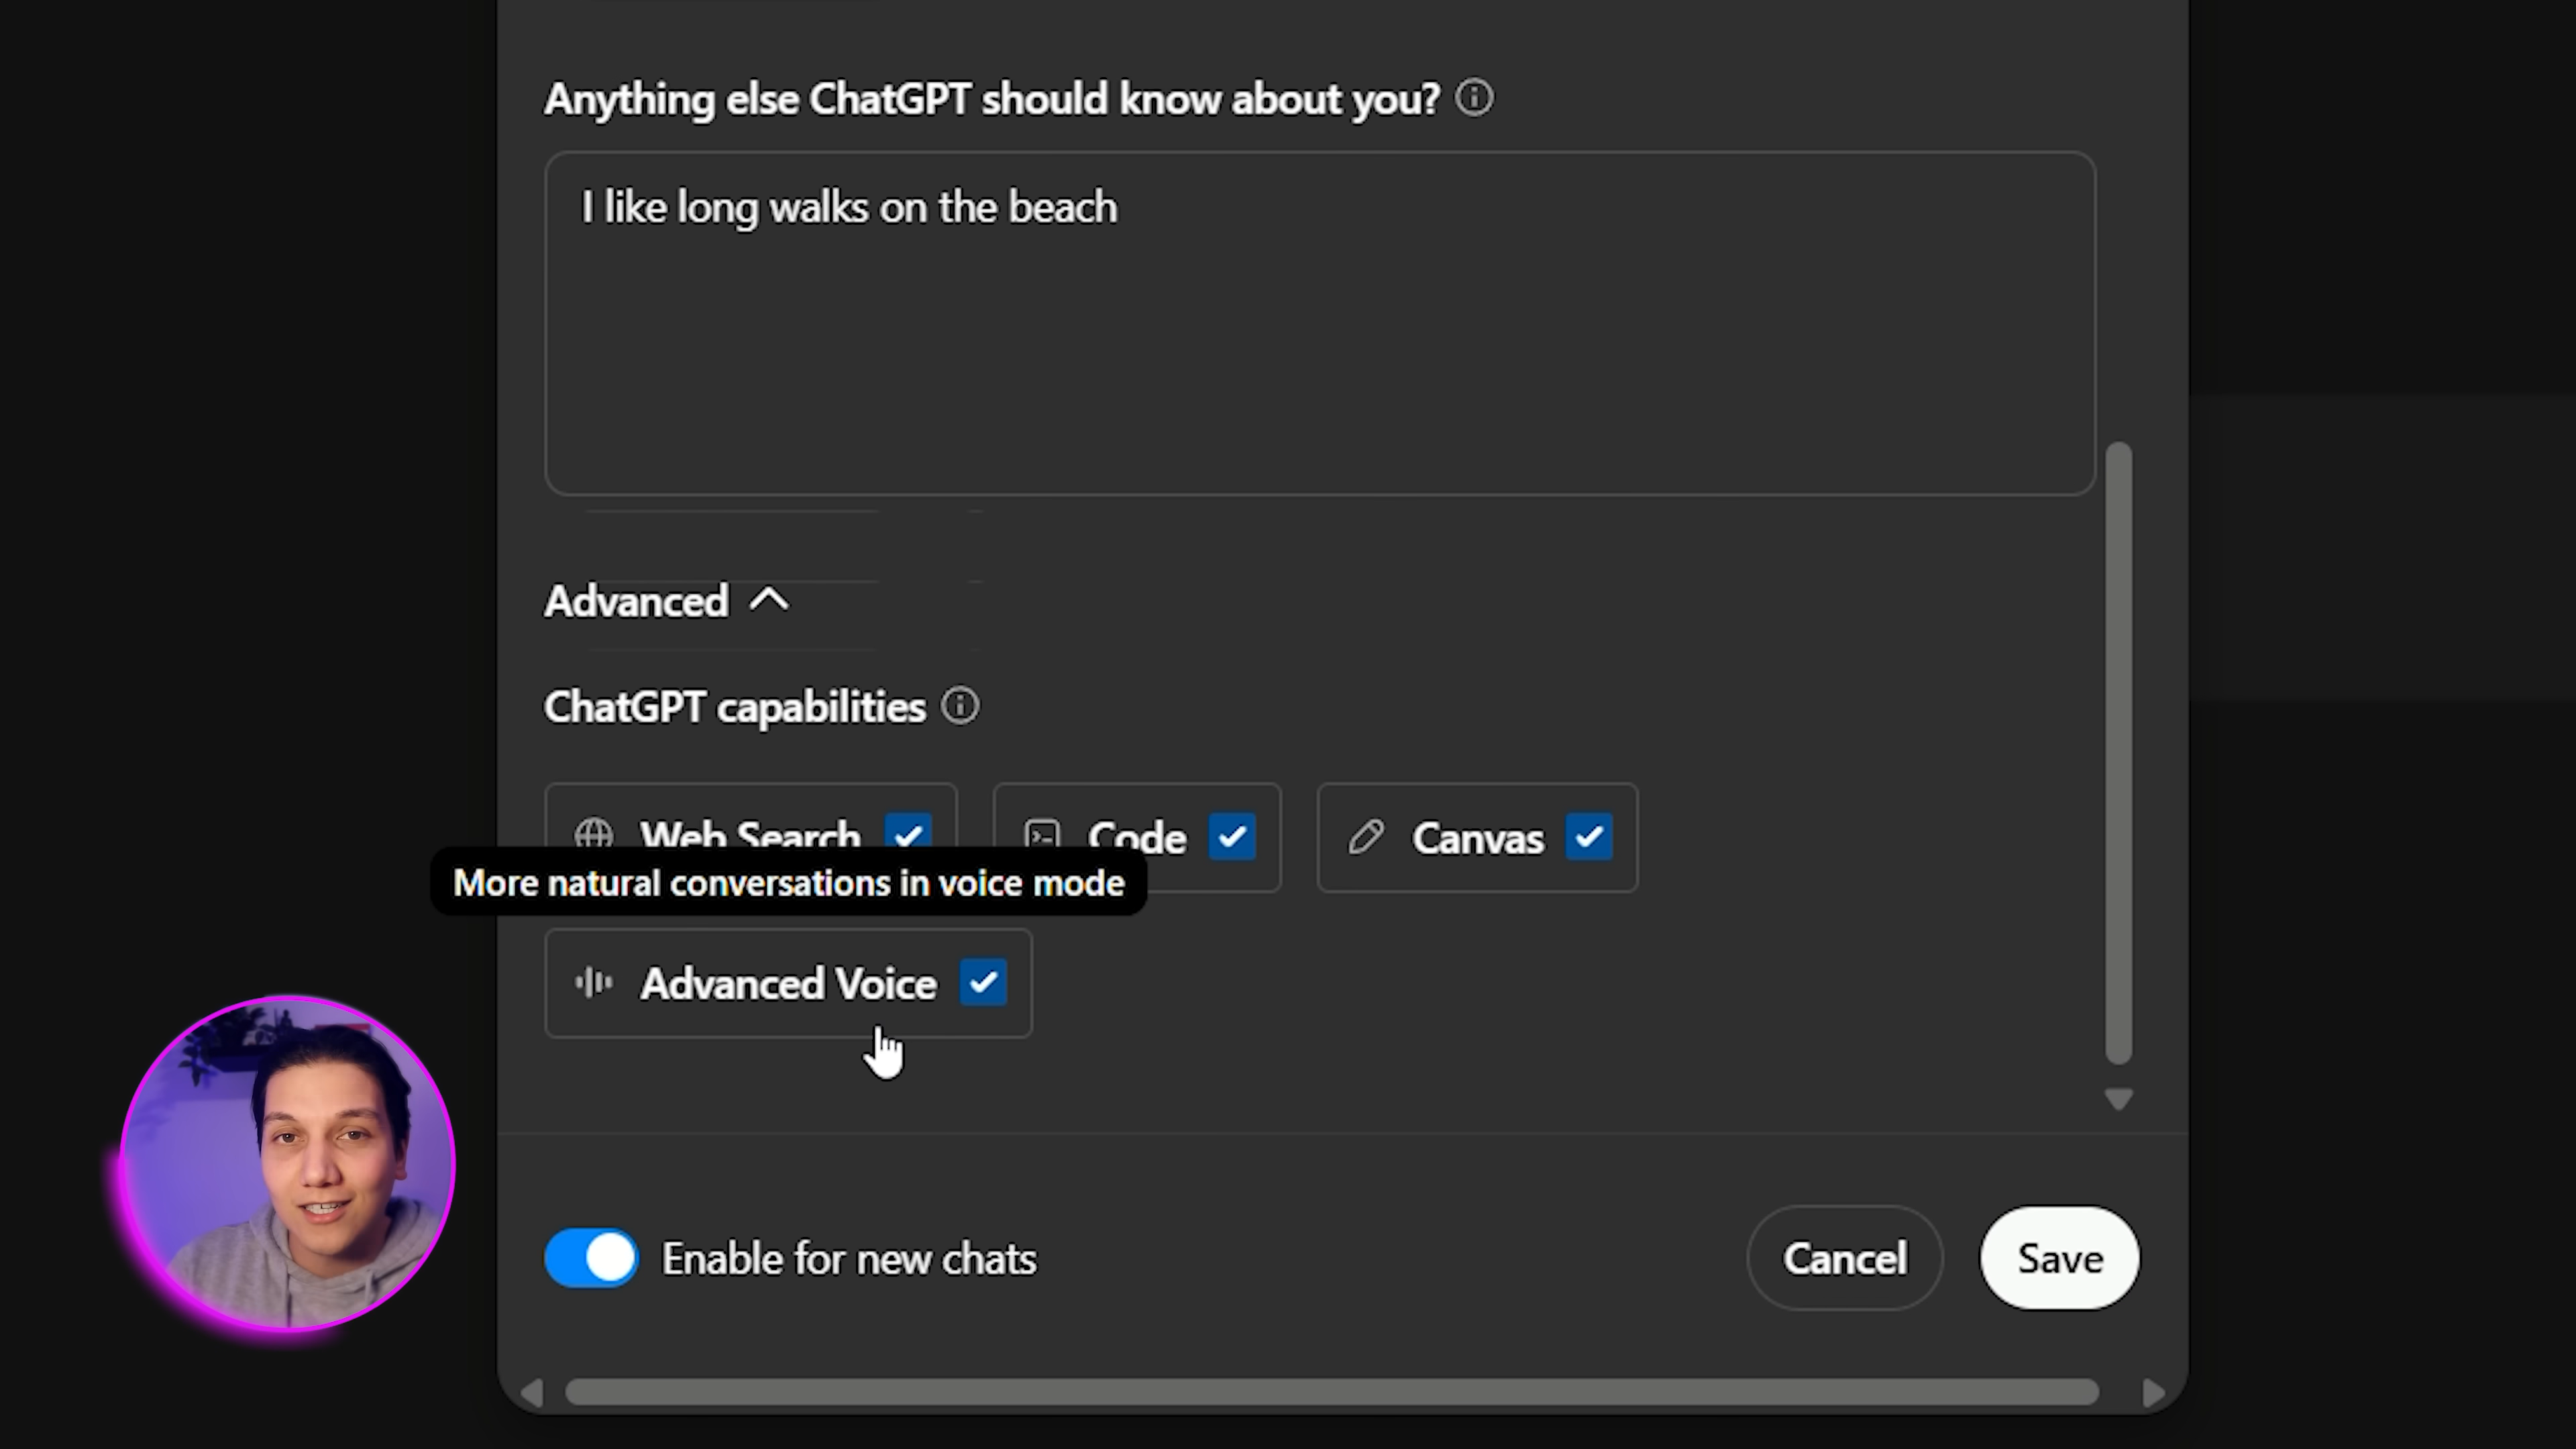 Anything else ChatGPT should know about you?
I like long walks on the beach
Advanced
ChatGPT capabilities
Web Search
Code
Canvas
More natural conversations in voice mode
Advanced Voice
Enable for new chats
Cancel
Save